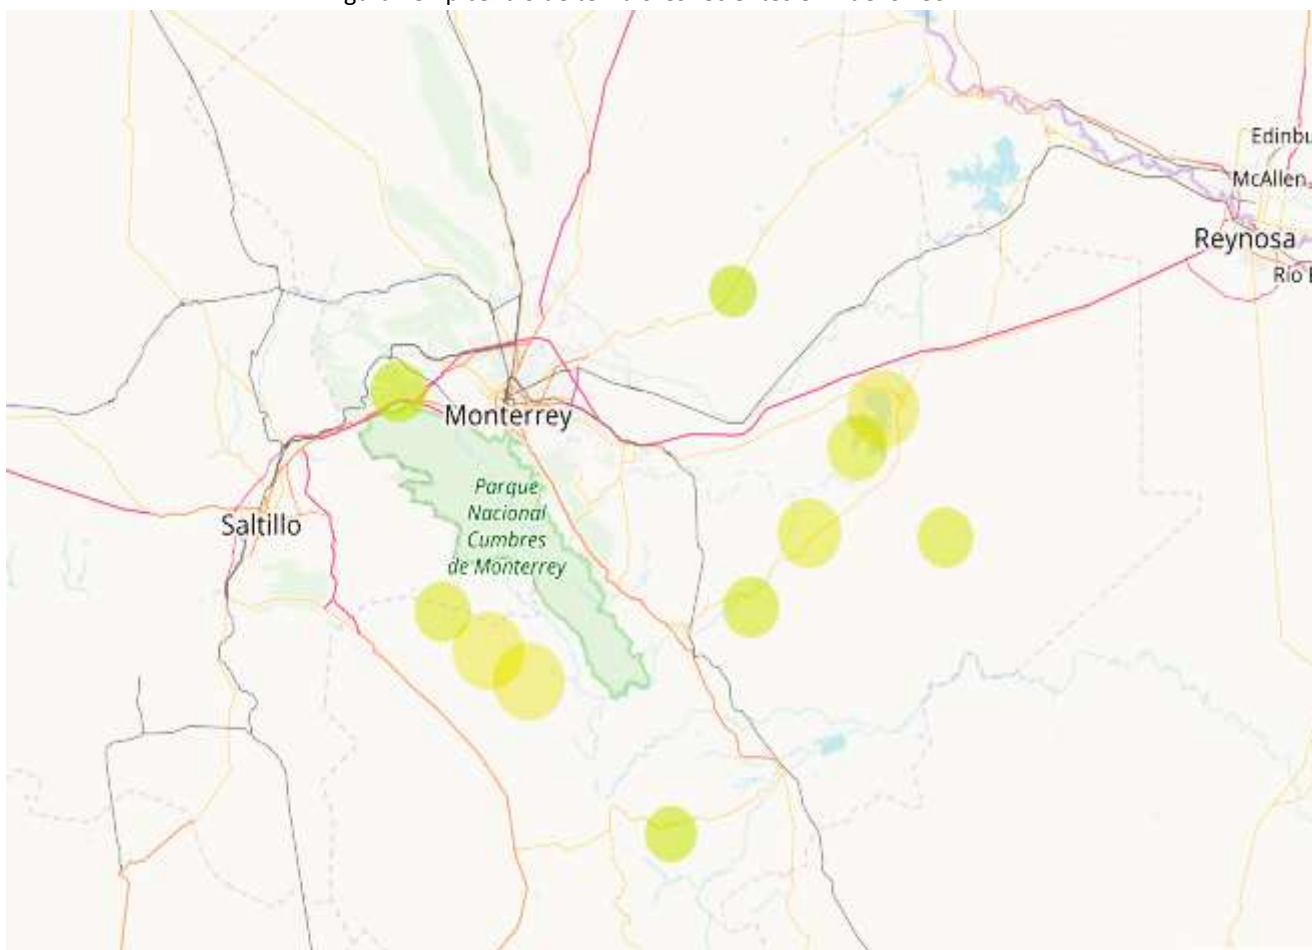 Edinbu
McAllen
Reynosa
Río
Monterrey
Parque
Nacional
Cumbres
de Monterrey
Saltillo